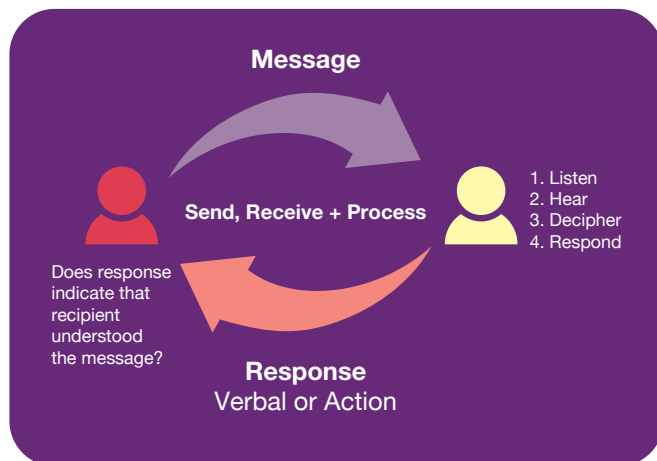 Message
Send, Receive + Process
1. Listen
2. Hear
3. Decipher
4. Respond
Does response
indicate that
recipient
understood
the message?
Response
Verbal or Action